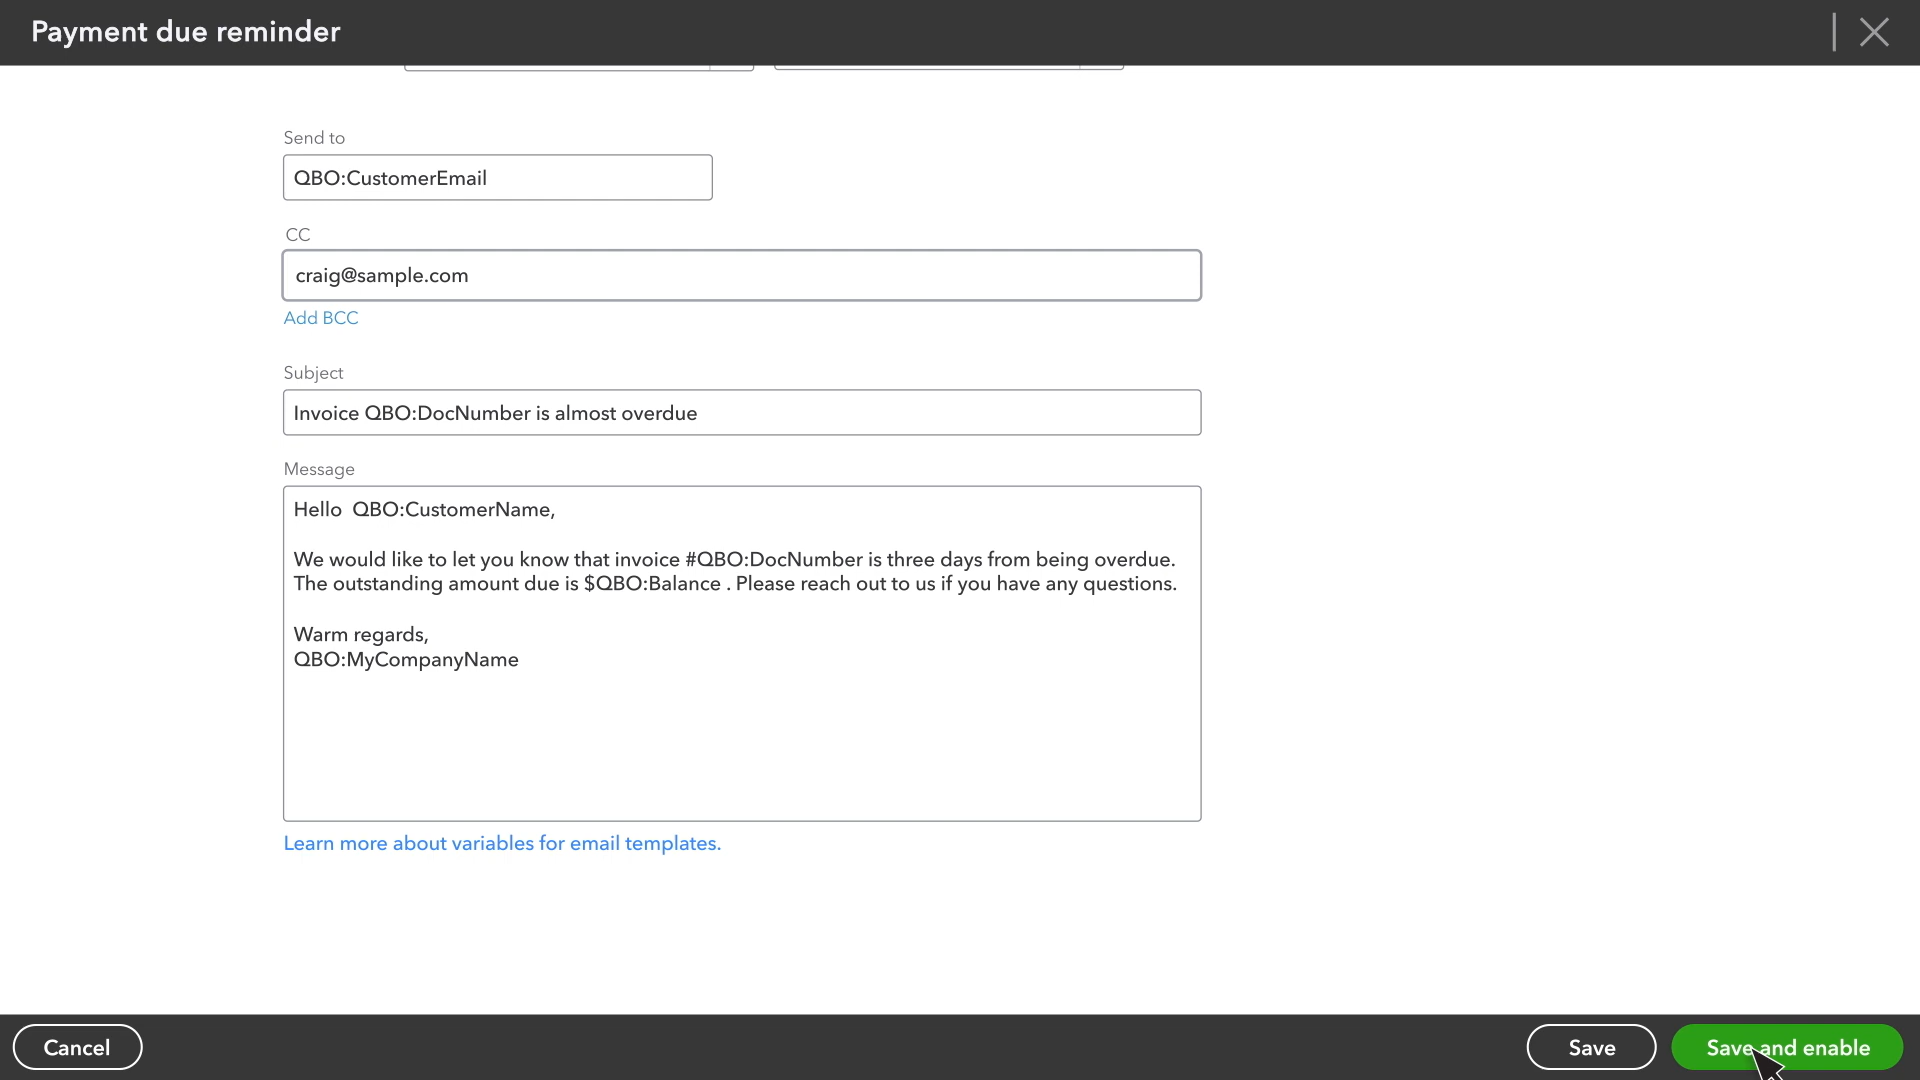 Payment due reminder
Send to
QBO:CustomerEmail
CC
craig@sample.com
Add BCC
Subject
Invoice QBO:DocNumber is almost overdue
Message
Hello  QBO:CustomerName,
We would like to let you know that invoice #QBO:DocNumber is three days from being overdue.
The outstanding amount due is $QBO:Balance . Please reach out to us if you have any questions.
Warm regards,
QBO:MyCompanyName
Learn more about variables for email templates.
Cancel
Save
Save and enable